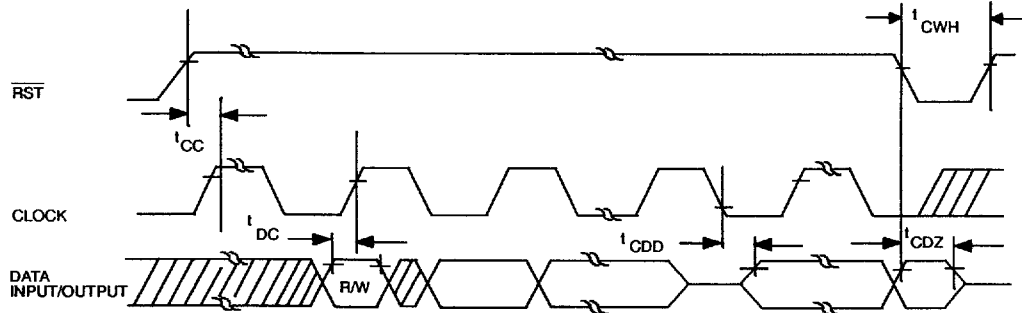 t CWH
RST
t CC
CLOCK
t DC
t CDD
t CDZ
DATA
INPUT/OUTPUT
R/W